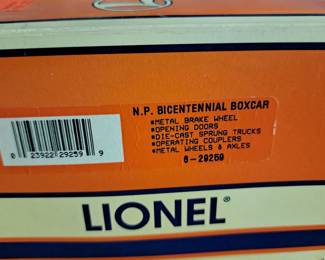 N.P. BICENTENNIAL BOXCAR
*METAL BRAKE WHEEL
*OPENING DOORS
*DIE-CAST SPRUNG TRUCKS
*OPERATING COUPLERS
*METAL WHEELS & AXLES
6-29259
0 23922 29259 9
LIONEL®